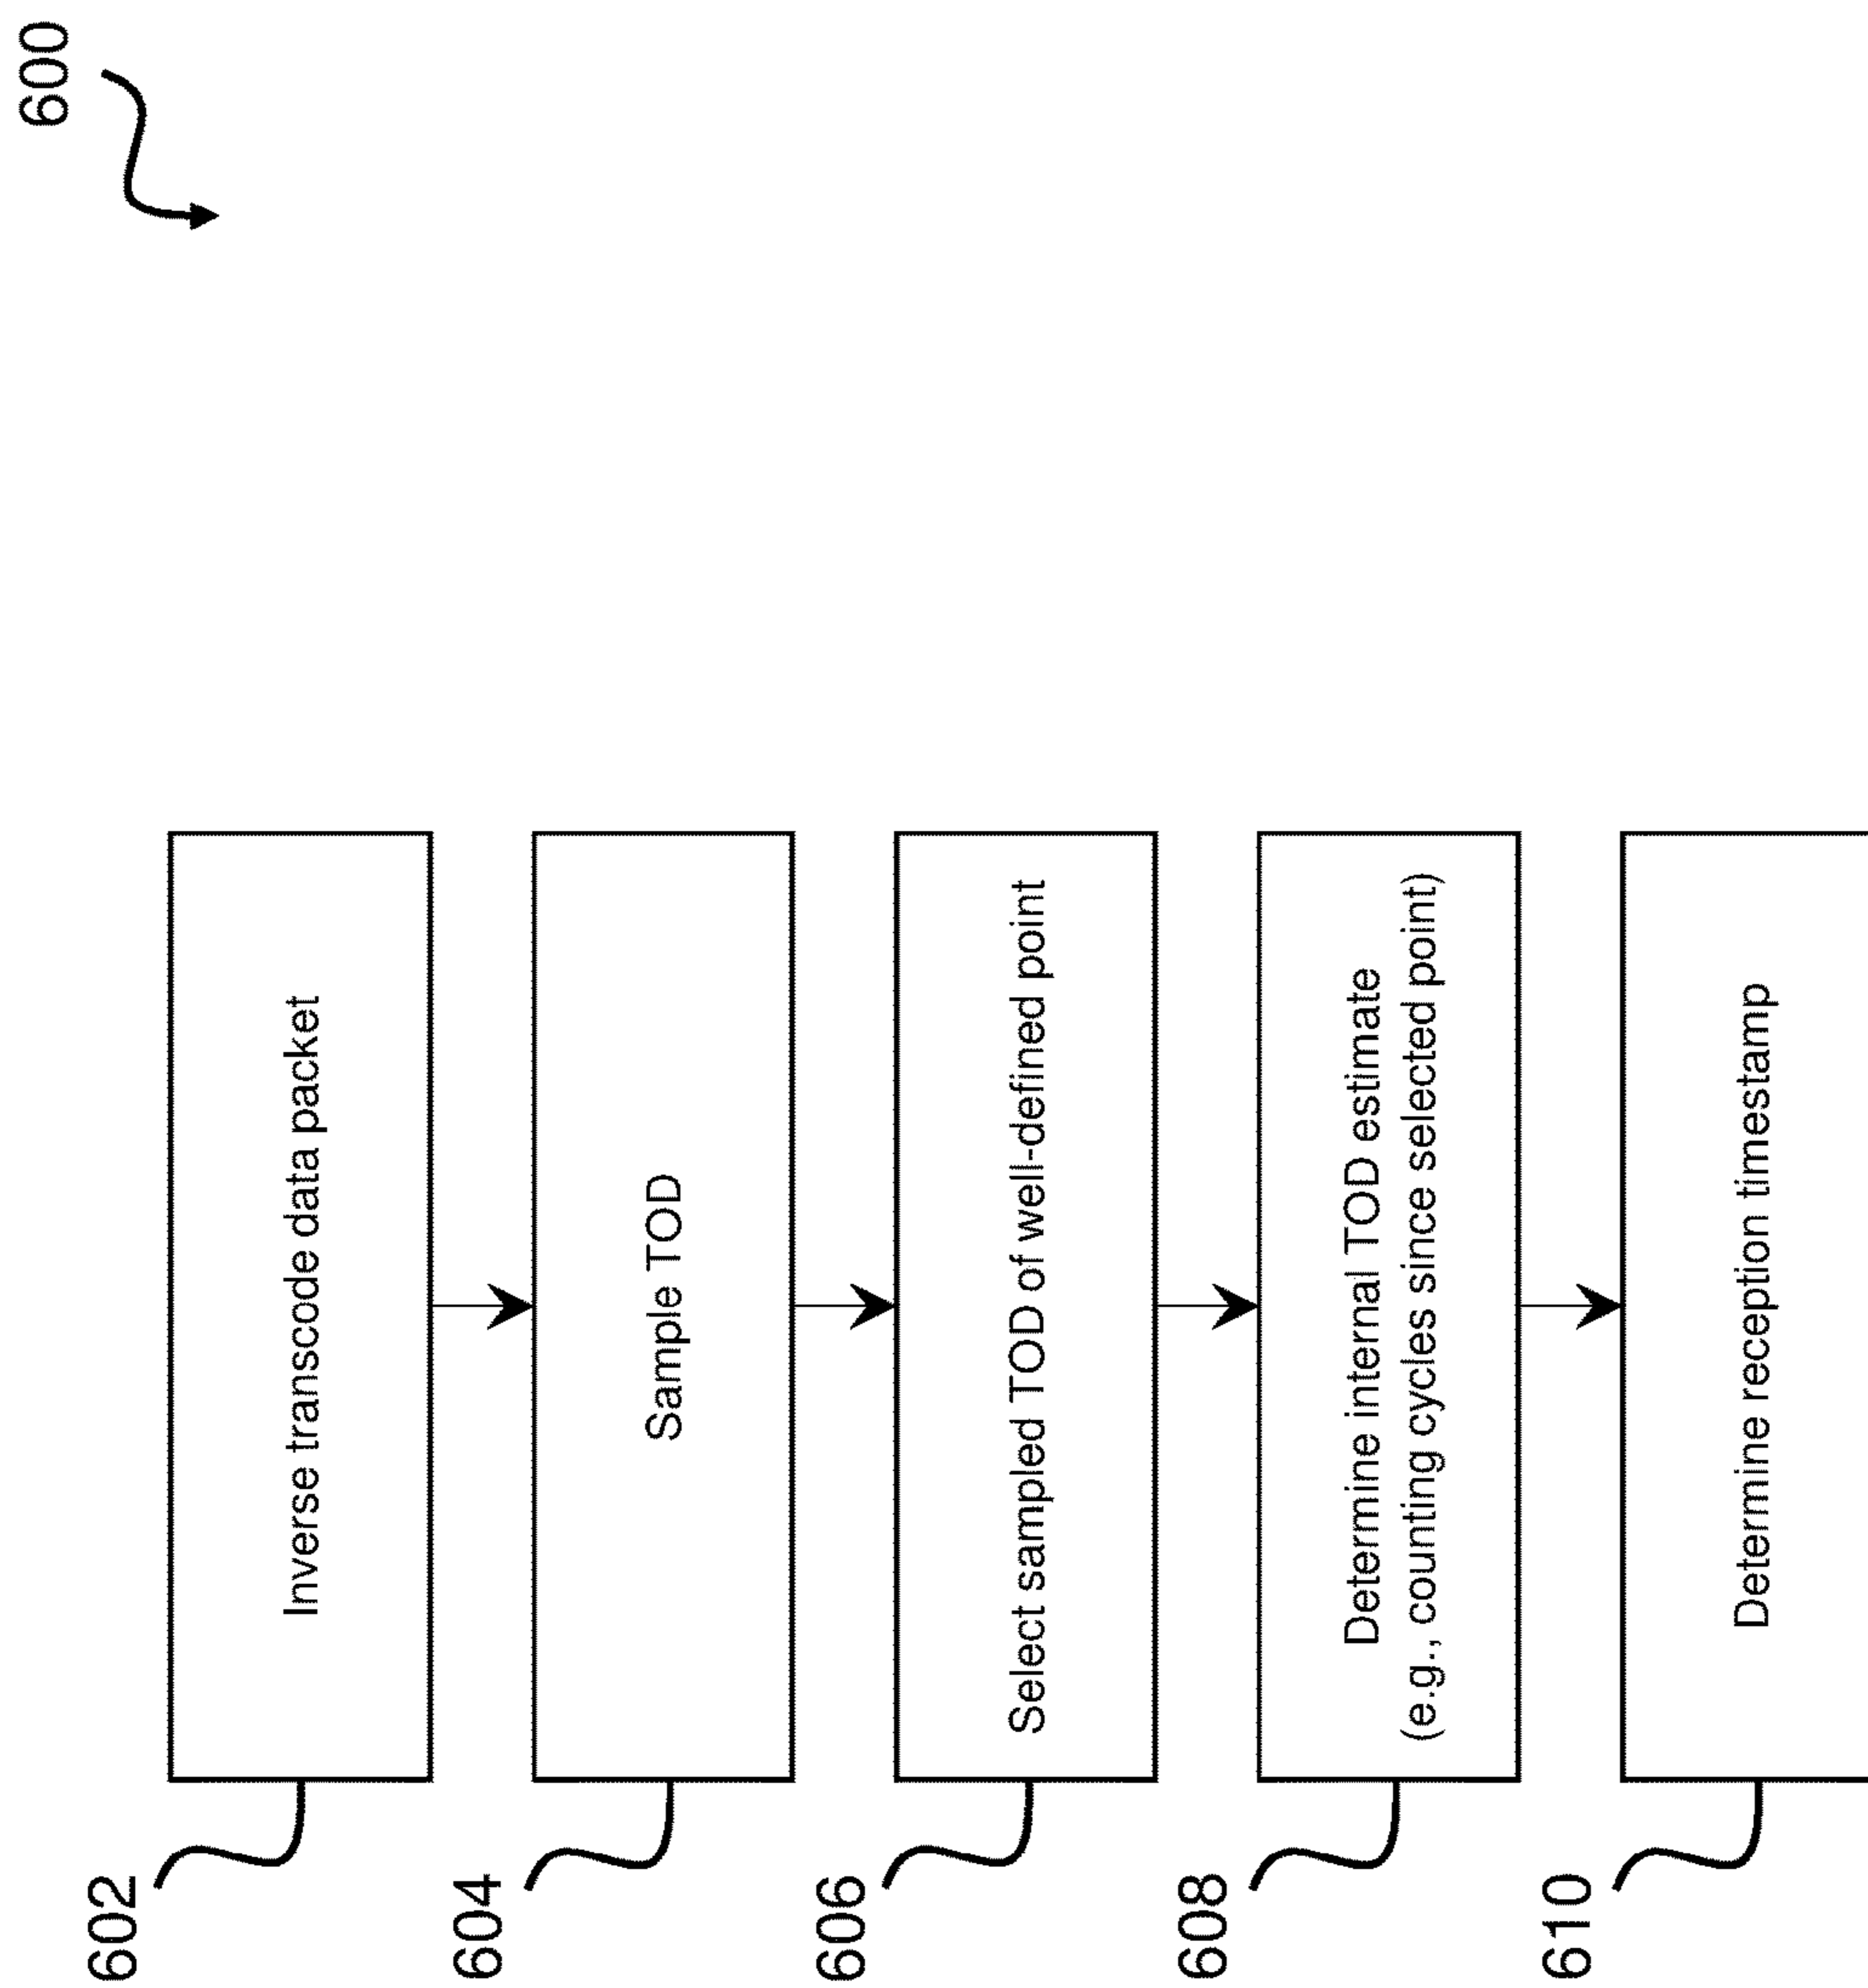 600
602
Inverse transcode data packet
604
Sample TOD
606
Select sampled TOD of well-defined point
608
Determine internal TOD estimate
(e.g., counting cycles since selected point)
610
Determine reception timestamp